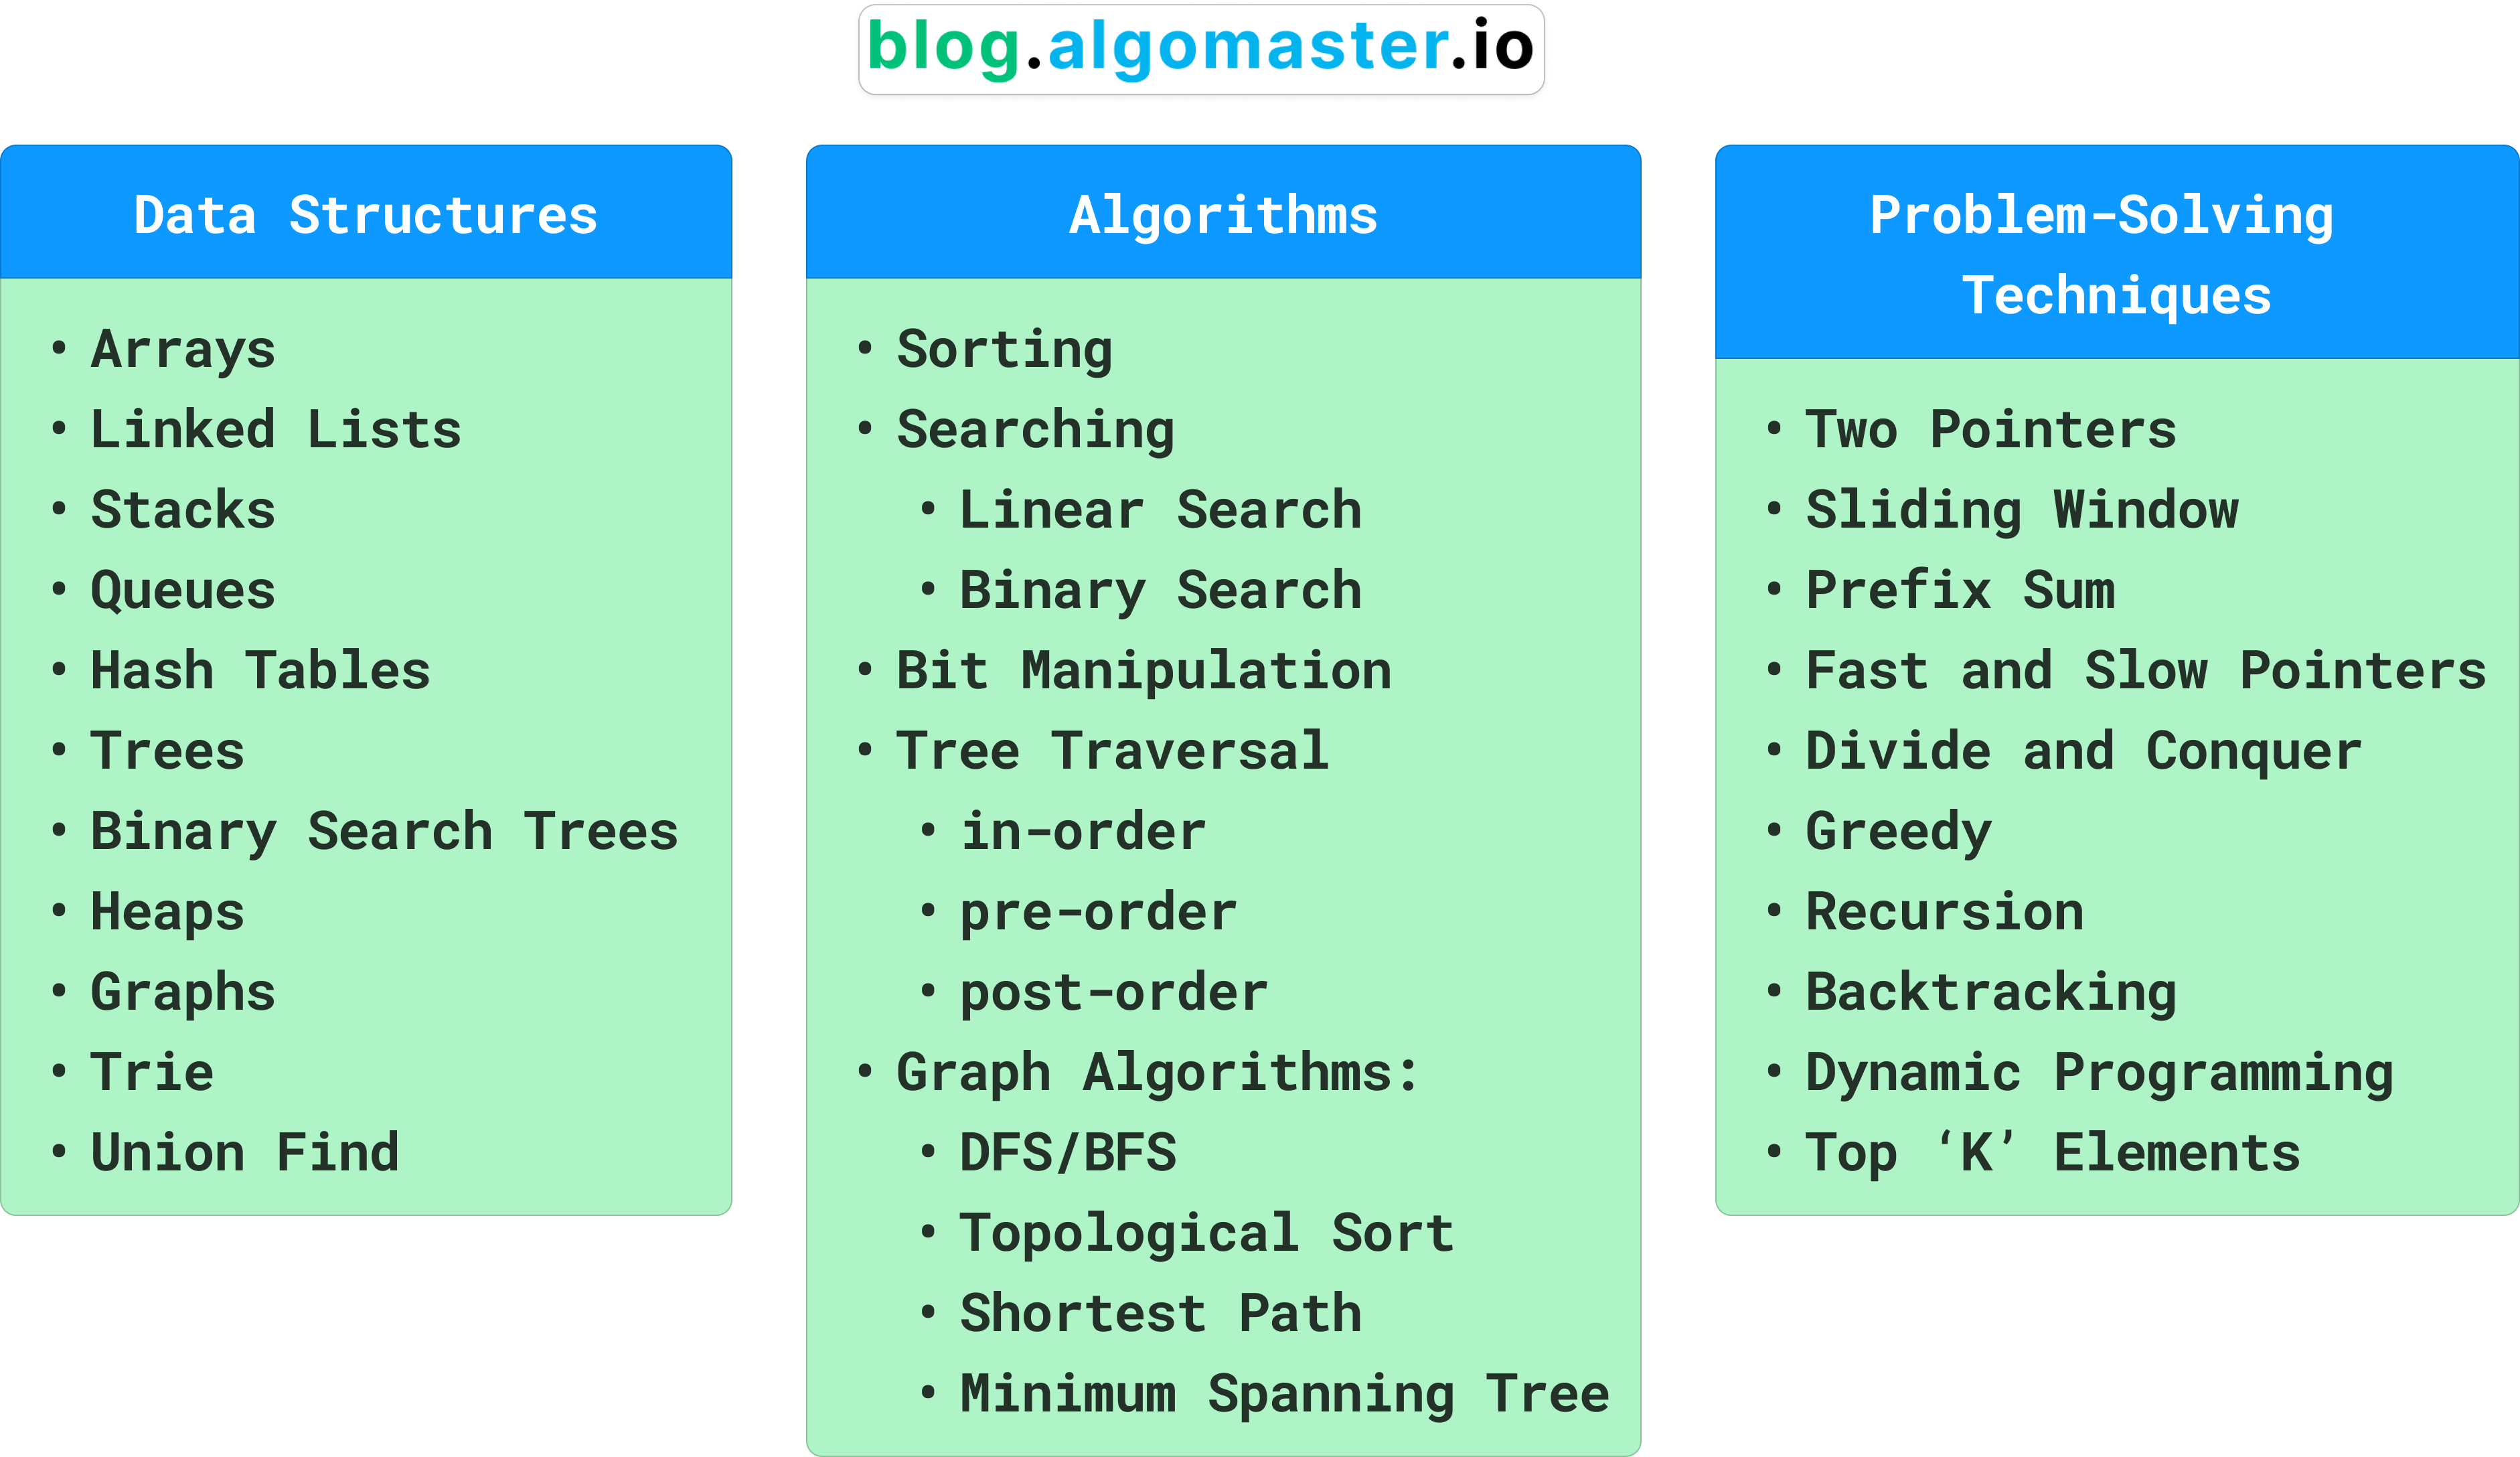 blog.algomaster.io
Data Structures
• Arrays
• Linked Lists
• Stacks
• Queues
• Hash Tables
• Trees
• Binary Search Trees
• Heaps
• Graphs
• Trie
• Union Find
Algorithms
• Sorting
• Searching
• Linear Search
• Binary Search
• Bit Manipulation
• Tree Traversal
• in-order
• pre-order
• post-order
• Graph Algorithms:
• DFS/BFS
• Topological Sort
• Shortest Path
• Minimum Spanning Tree
Problem-Solving
Techniques
• Two Pointers
• Sliding Window
• Prefix Sum
• Fast and Slow Pointers
• Divide and Conquer
• Greedy
• Recursion
• Backtracking
• Dynamic Programming
• Top ‘K’ Elements